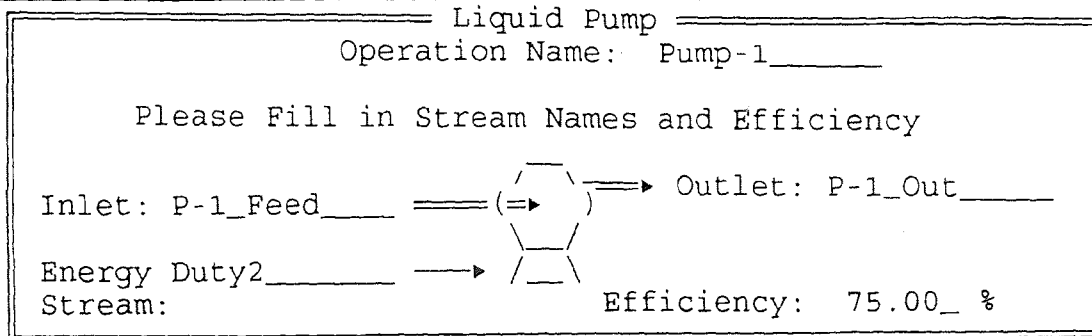 Liquid Pump
Operation Name: Pump-1______
Please Fill in Stream Names and Efficiency
Outlet: P-1_Out_____
Inlet: P-1_Feed____
Energy Duty2_______
Stream: Efficiency: 75.00_ %